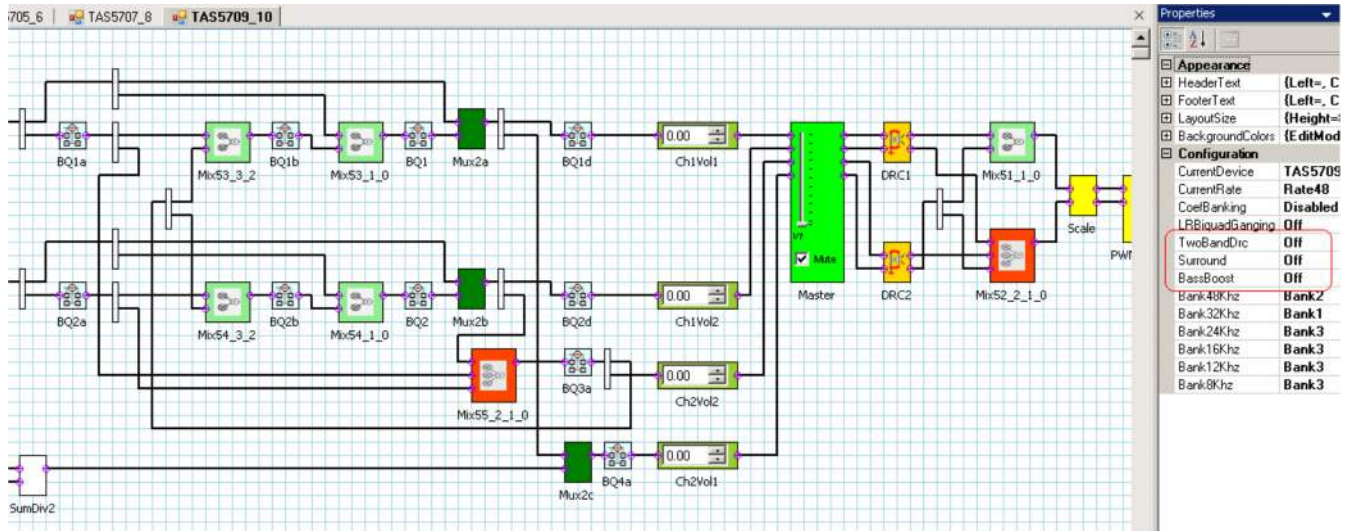 705_6 TAS5707_8 TAS5709_10
BQ1a
Mix53_3_2
BQ1b
Mix53_1_0
BQ1
Mux2a
BQ1d
0.00
Ch1Vol1
Mute
Master
DRC1
Mix51_1_0
Scale
BQ2a
Mix54_3_2
BQ2b
Mix54_1_0
BQ2
Mux2b
BQ2d
0.00
Ch1Vol2
DRC2
Mix52_2_1_0
Mix55_2_1_0
BQ3a
0.00
Ch2Vol2
SumDiv2
Mux2c
BQ4a
0.00
Ch2Vol1
Properties
Appearance
HeaderText {Left=, C
FooterText {Left=, C
LayoutSize {Height=
BackgroundColors {EditMod
Configuration
CurrentDevice TAS5709
CurrentRate Rate48
CoefBanking Disabled
LRBiquadGanging Off
TwoBandDrc Off
Surround Off
BassBoost Off
Bank48Khz Bank2
Bank32Khz Bank1
Bank24Khz Bank3
Bank16Khz Bank3
Bank12Khz Bank3
Bank8Khz Bank3